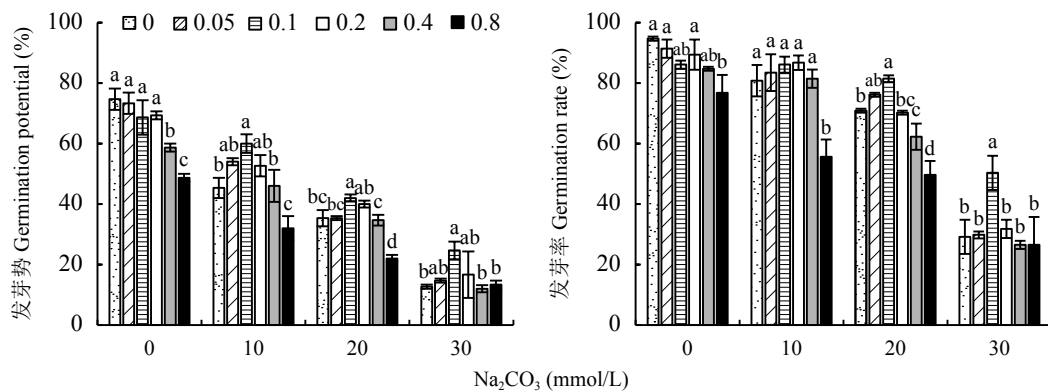 100
80
60
40
20
0
发芽势 Germination potential (%)
0 0.05 0.1 0.2 0.4 0.8
a a a a b c
b ab a ab b c
bc bc a ab c d
b ab a ab b b
0 10 20 30
100
80
60
40
20
0
发芽率 Germination rate (%)
a a ab a ab b
a a a a a b
b ab a bc c d
b b a b b b
0 10 20 30
Na₂CO₃ (mmol/L)